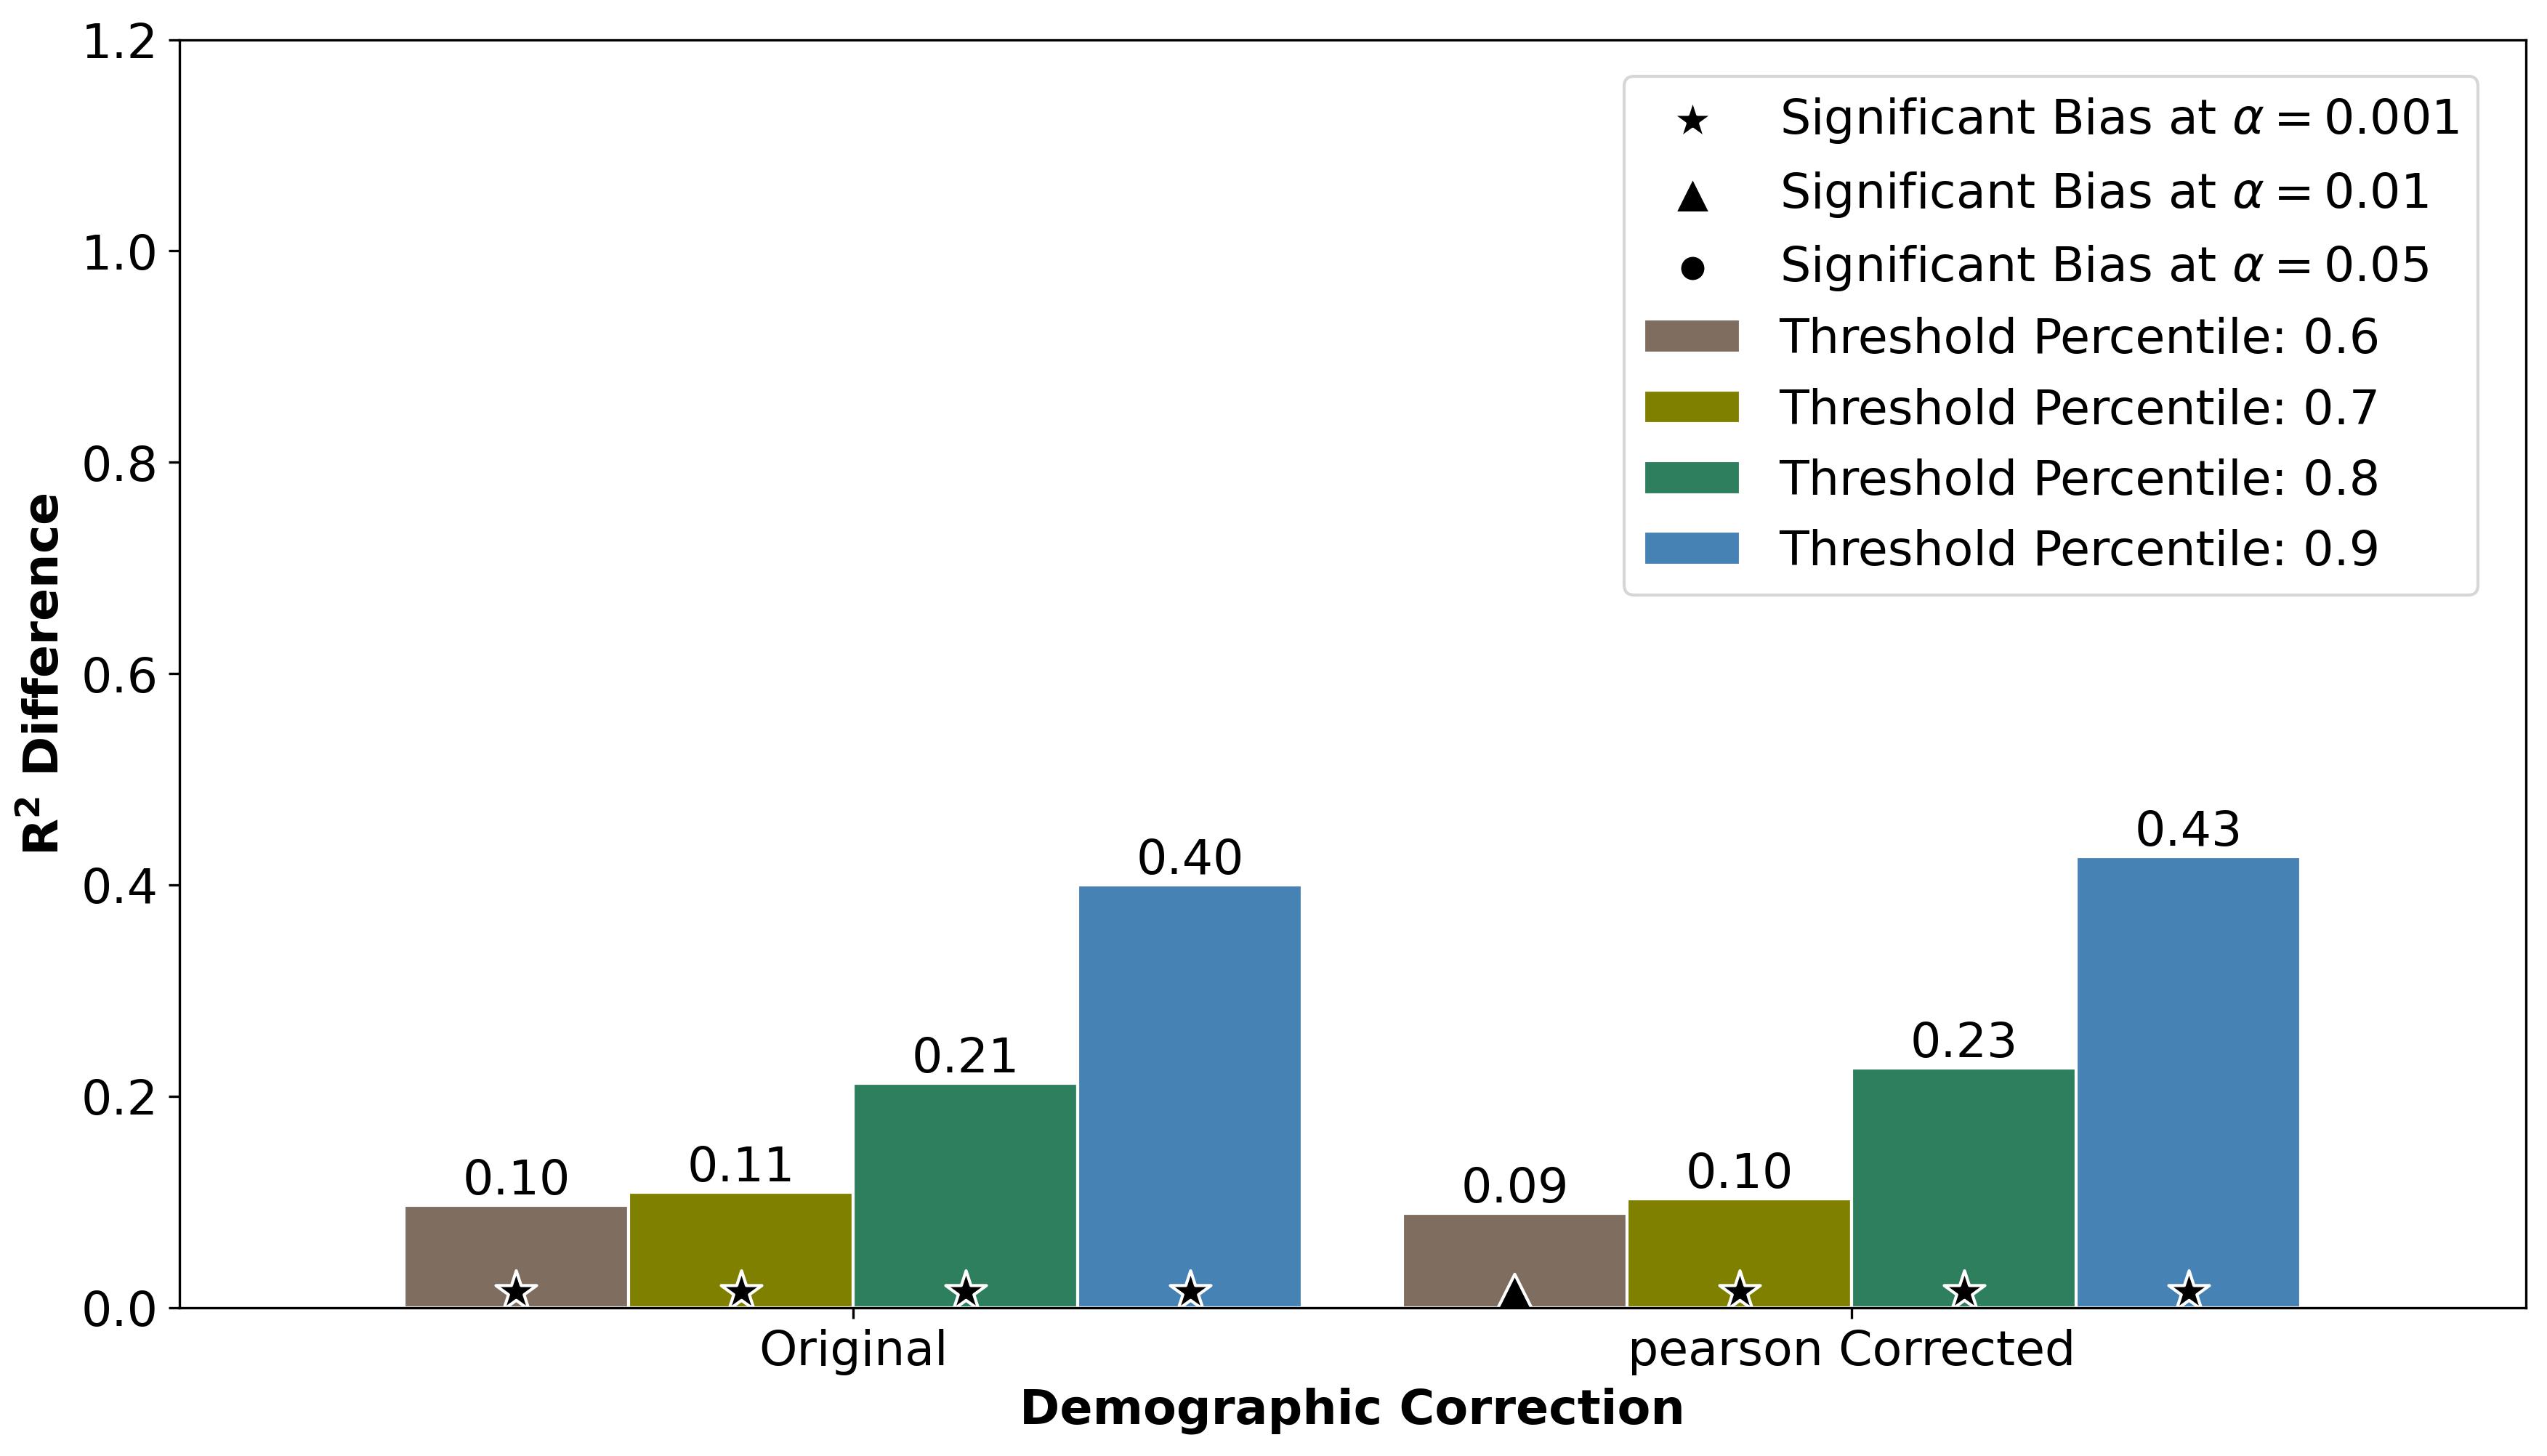 1.2
1.0
0.8
0.6
0.4
0.2
0.0
R² Difference
★ Significant Bias at α = 0.001
▲ Significant Bias at α = 0.01
● Significant Bias at α = 0.05
Threshold Percentile: 0.6
Threshold Percentile: 0.7
Threshold Percentile: 0.8
Threshold Percentile: 0.9
0.10
0.11
0.21
0.40
0.09
0.10
0.23
0.43
Original
pearson Corrected
Demographic Correction